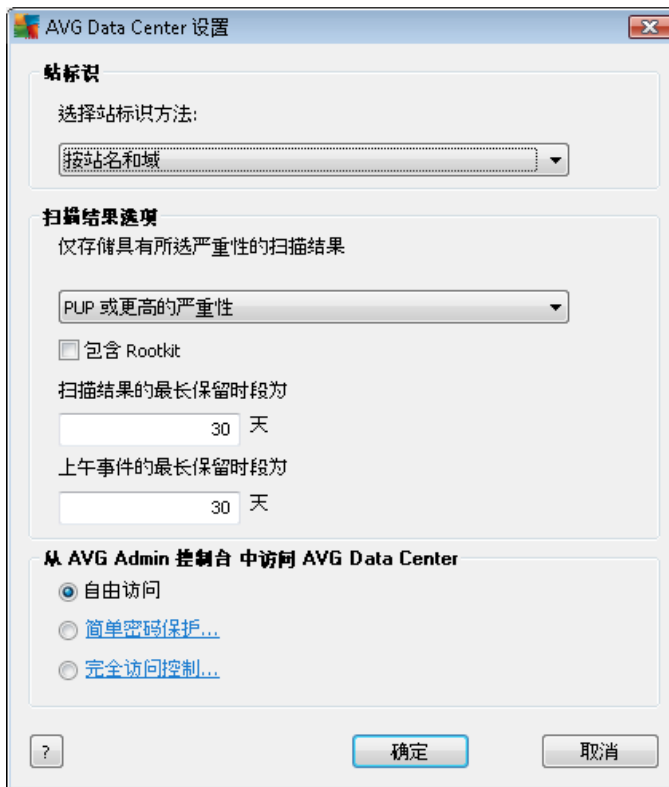 AVG Data Center 设置
站标识
选择站标识方法:
按站名和域
扫描结果选项
仅存储具有所选严重性的扫描结果
PUP 或更高的严重性
包含 Rootkit
扫描结果的最长保留时段为
30 天
上午事件的最长保留时段为
30 天
从 AVG Admin 控制台 中访问 AVG Data Center
自由访问
简单密码保护...
完全访问控制...
? 确定 取消